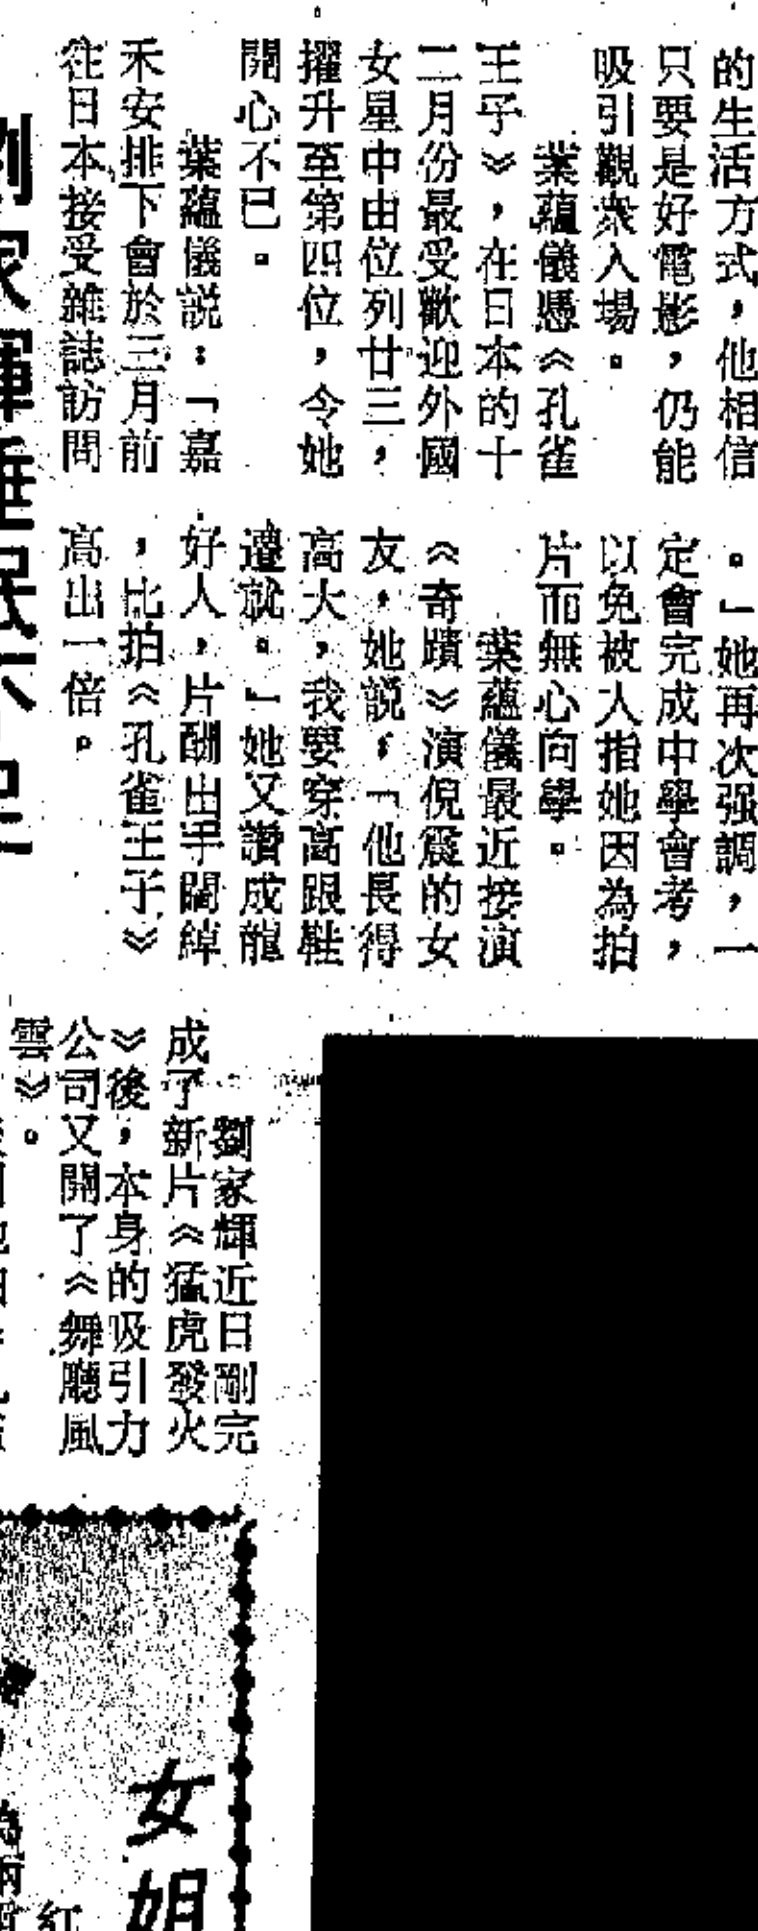 的生活方式，他相信
只要是好電影，仍能
吸引觀衆入場。
葉蘊儀憑《孔雀
王子》，在日本的十
二月份最受歡迎外國
女星中由位列廿三，
擢升至第四位，令她
開心不已。
葉蘊儀説：「嘉
禾安排下會於三月前
往日本接受雜誌訪問
。」她再次强調，一
定會完成中學會考，
以免被人指她因為拍
片而無心向學。
葉蘊儀最近接演
《奇蹟》演倪震的女
友，她説：「他長得
高大，我要穿高跟鞋
遷就。」她又讚成龍
好人，片酬出手闊綽
，比拍《孔雀王子》
高出一倍。
劉家輝
劉家輝近日剛完
成了新片《猛虎發火
》後，本身的吸引力
公司又開了《舞廳風
雲》。
女姐
紅